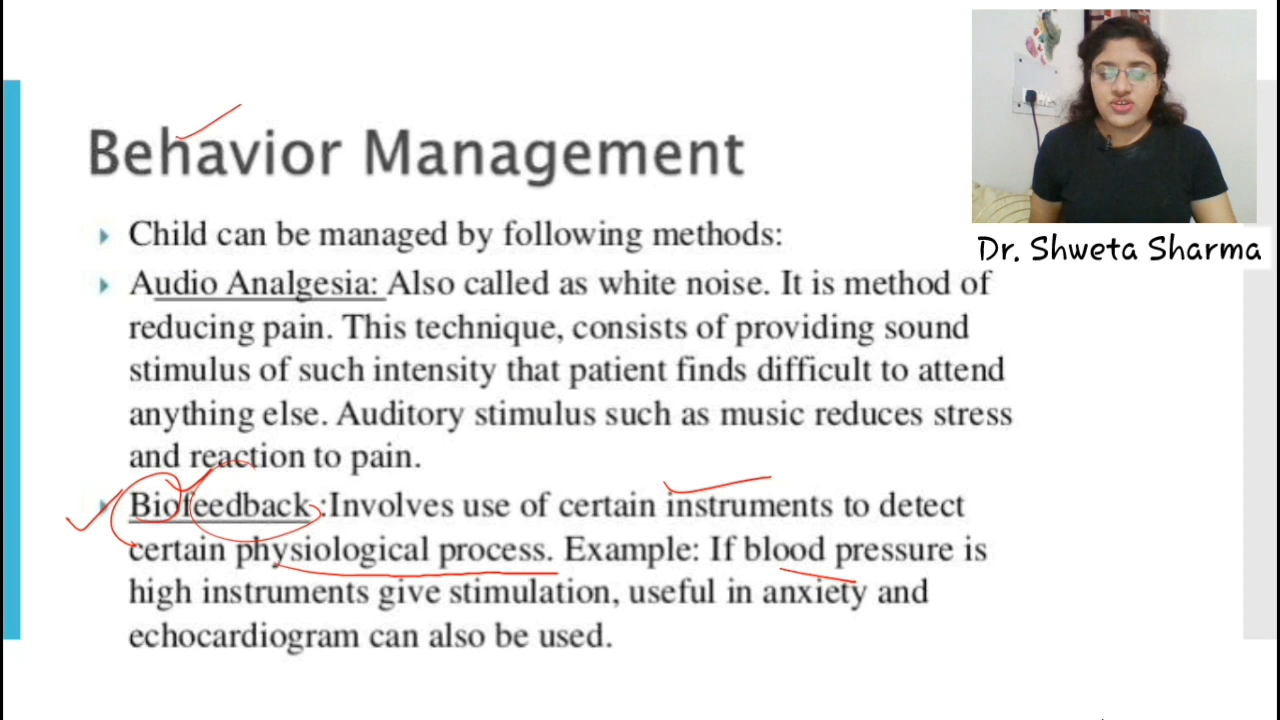 Behavior Management
Dr. Shweta Sharma
Child can be managed by following methods:
Audio Analgesia: Also called as white noise. It is method of
reducing pain. This technique, consists of providing sound
stimulus of such intensity that patient finds difficult to attend
anything else. Auditory stimulus such as music reduces stress
and reaction to pain.
Biofeedback :Involves use of certain instruments to detect
certain physiological process. Example: If blood pressure is
high instruments give stimulation, useful in anxiety and
echocardiogram can also be used.